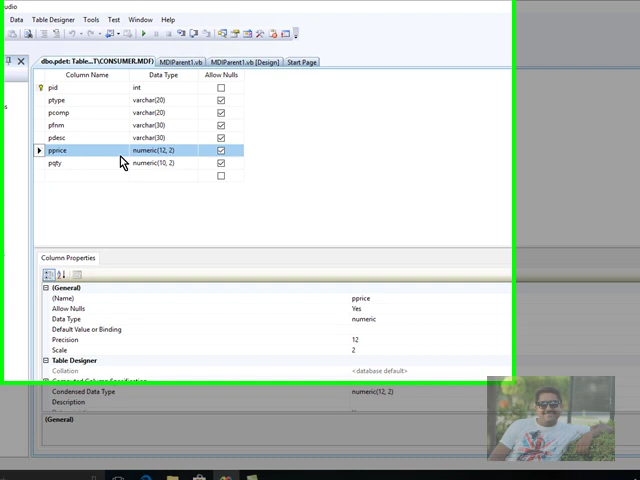 udio
Data Table Designer Tools Test Window Help
dbo.pdet: Table...T\CONSUMER.MDF) MDIParent1.vb MDIParent1.vb [Design] Start Page
Column Name Data Type Allow Nulls
pid int
ptype varchar(20)
pcomp varchar(20)
pfnm varchar(30)
pdesc varchar(30)
pprice numeric(12, 2)
pqty numeric(10, 2)
Column Properties
(General)
(Name) pprice
Allow Nulls Yes
Data Type numeric
Default Value or Binding
Precision 12
Scale 2
Table Designer
Collation <database default>
Computed Column Specification
Condensed Data Type numeric(12, 2)
Description
(General)